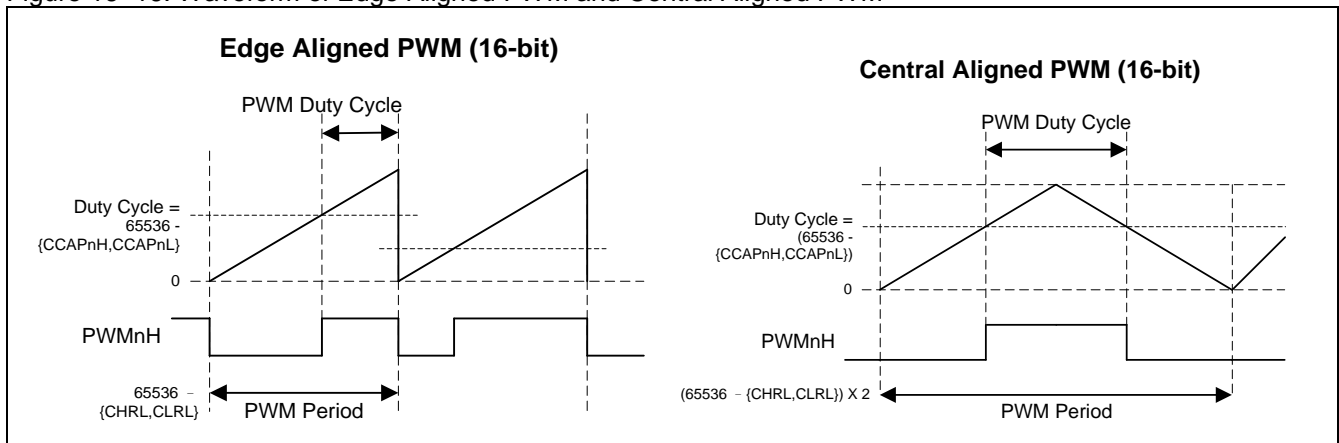 Edge Aligned PWM (16-bit)
PWM Duty Cycle
Duty Cycle =
65536 -
{CCAPnH,CCAPnL}
0
PWMnH
65536 –
{CHRL,CLRL}
PWM Period
Central Aligned PWM (16-bit)
PWM Duty Cycle
Duty Cycle =
(65536 -
{CCAPnH,CCAPnL})
0
PWMnH
(65536 – {CHRL,CLRL}) X 2
PWM Period